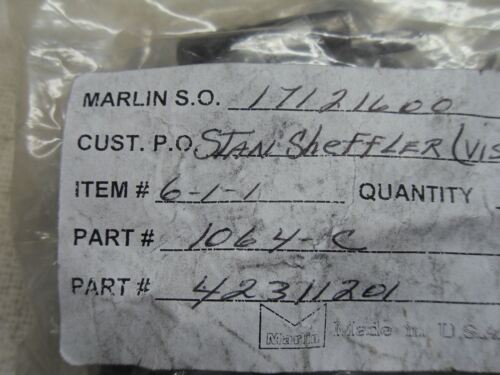 MARLIN S.O. 17121600
CUST. P.O. STAN SheFFLER (VIS
ITEM # 6-1-1 QUANTITY
PART # 1064-C
PART # 42311201
Marlin Made in U.S.A